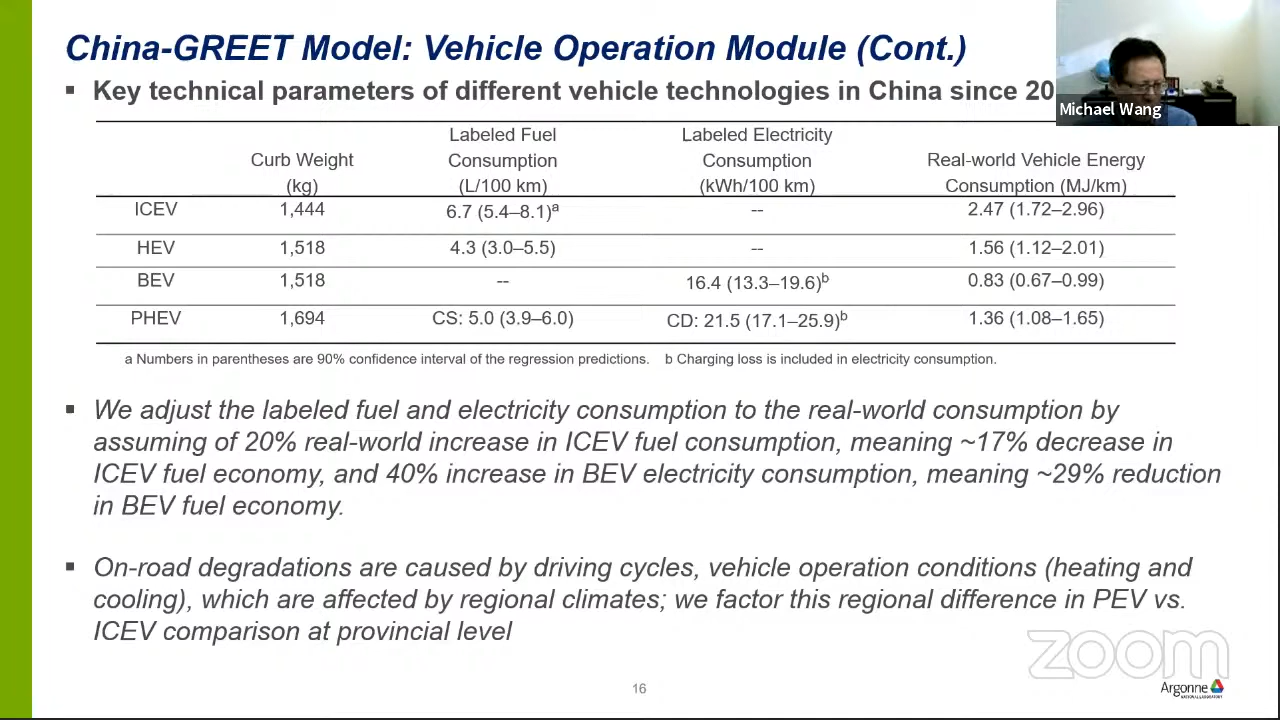 China-GREET Model: Vehicle Operation Module (Cont.)
▪ Key technical parameters of different vehicle technologies in China since 20
Michael Wang
Curb Weight (kg) Labeled Fuel Consumption (L/100 km) Labeled Electricity Consumption (kWh/100 km) Real-world Vehicle Energy Consumption (MJ/km)
ICEV 1,444 6.7 (5.4–8.1)a -- 2.47 (1.72–2.96)
HEV 1,518 4.3 (3.0–5.5) -- 1.56 (1.12–2.01)
BEV 1,518 -- 16.4 (13.3–19.6)b 0.83 (0.67–0.99)
PHEV 1,694 CS: 5.0 (3.9–6.0) CD: 21.5 (17.1–25.9)b 1.36 (1.08–1.65)
a Numbers in parentheses are 90% confidence interval of the regression predictions. b Charging loss is included in electricity consumption.
▪ We adjust the labeled fuel and electricity consumption to the real-world consumption by
assuming of 20% real-world increase in ICEV fuel consumption, meaning ~17% decrease in
ICEV fuel economy, and 40% increase in BEV electricity consumption, meaning ~29% reduction
in BEV fuel economy.
▪ On-road degradations are caused by driving cycles, vehicle operation conditions (heating and
cooling), which are affected by regional climates; we factor this regional difference in PEV vs.
ICEV comparison at provincial level
zoom
16
Argonne
NATIONAL LABORATORY